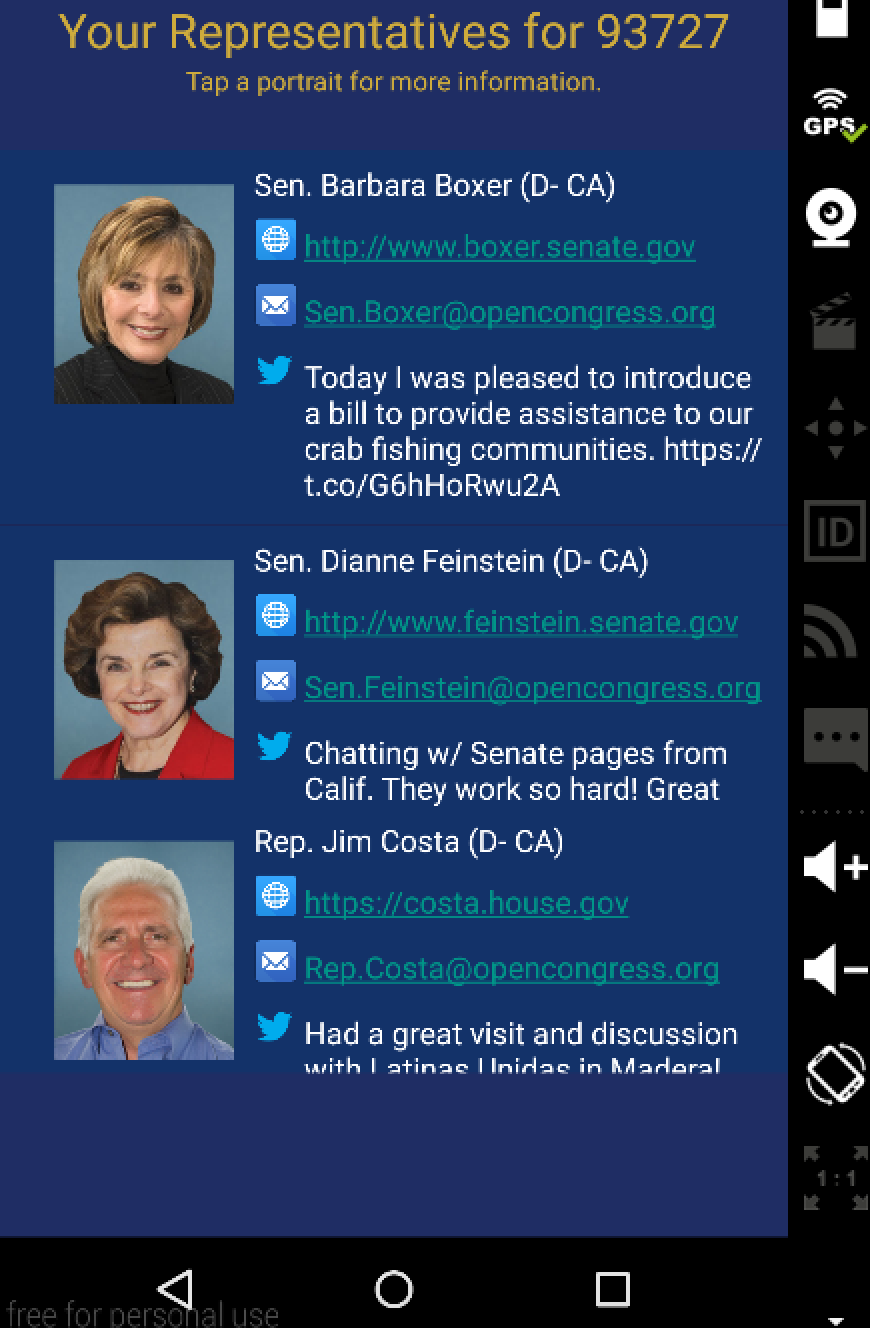 Your Representatives for 93727
Tap a portrait for more information.
Sen. Barbara Boxer (D- CA)
http://www.boxer.senate.gov
Sen.Boxer@opencongress.org
Today I was pleased to introduce
a bill to provide assistance to our
crab fishing communities. https://
t.co/G6hHoRwu2A
Sen. Dianne Feinstein (D- CA)
http://www.feinstein.senate.gov
Sen.Feinstein@opencongress.org
Chatting w/ Senate pages from
Calif. They work so hard! Great
Rep. Jim Costa (D- CA)
https://costa.house.gov
Rep.Costa@opencongress.org
Had a great visit and discussion
with Latinas Unidas in Madera!
GPS
ID
1:1
free for personal use